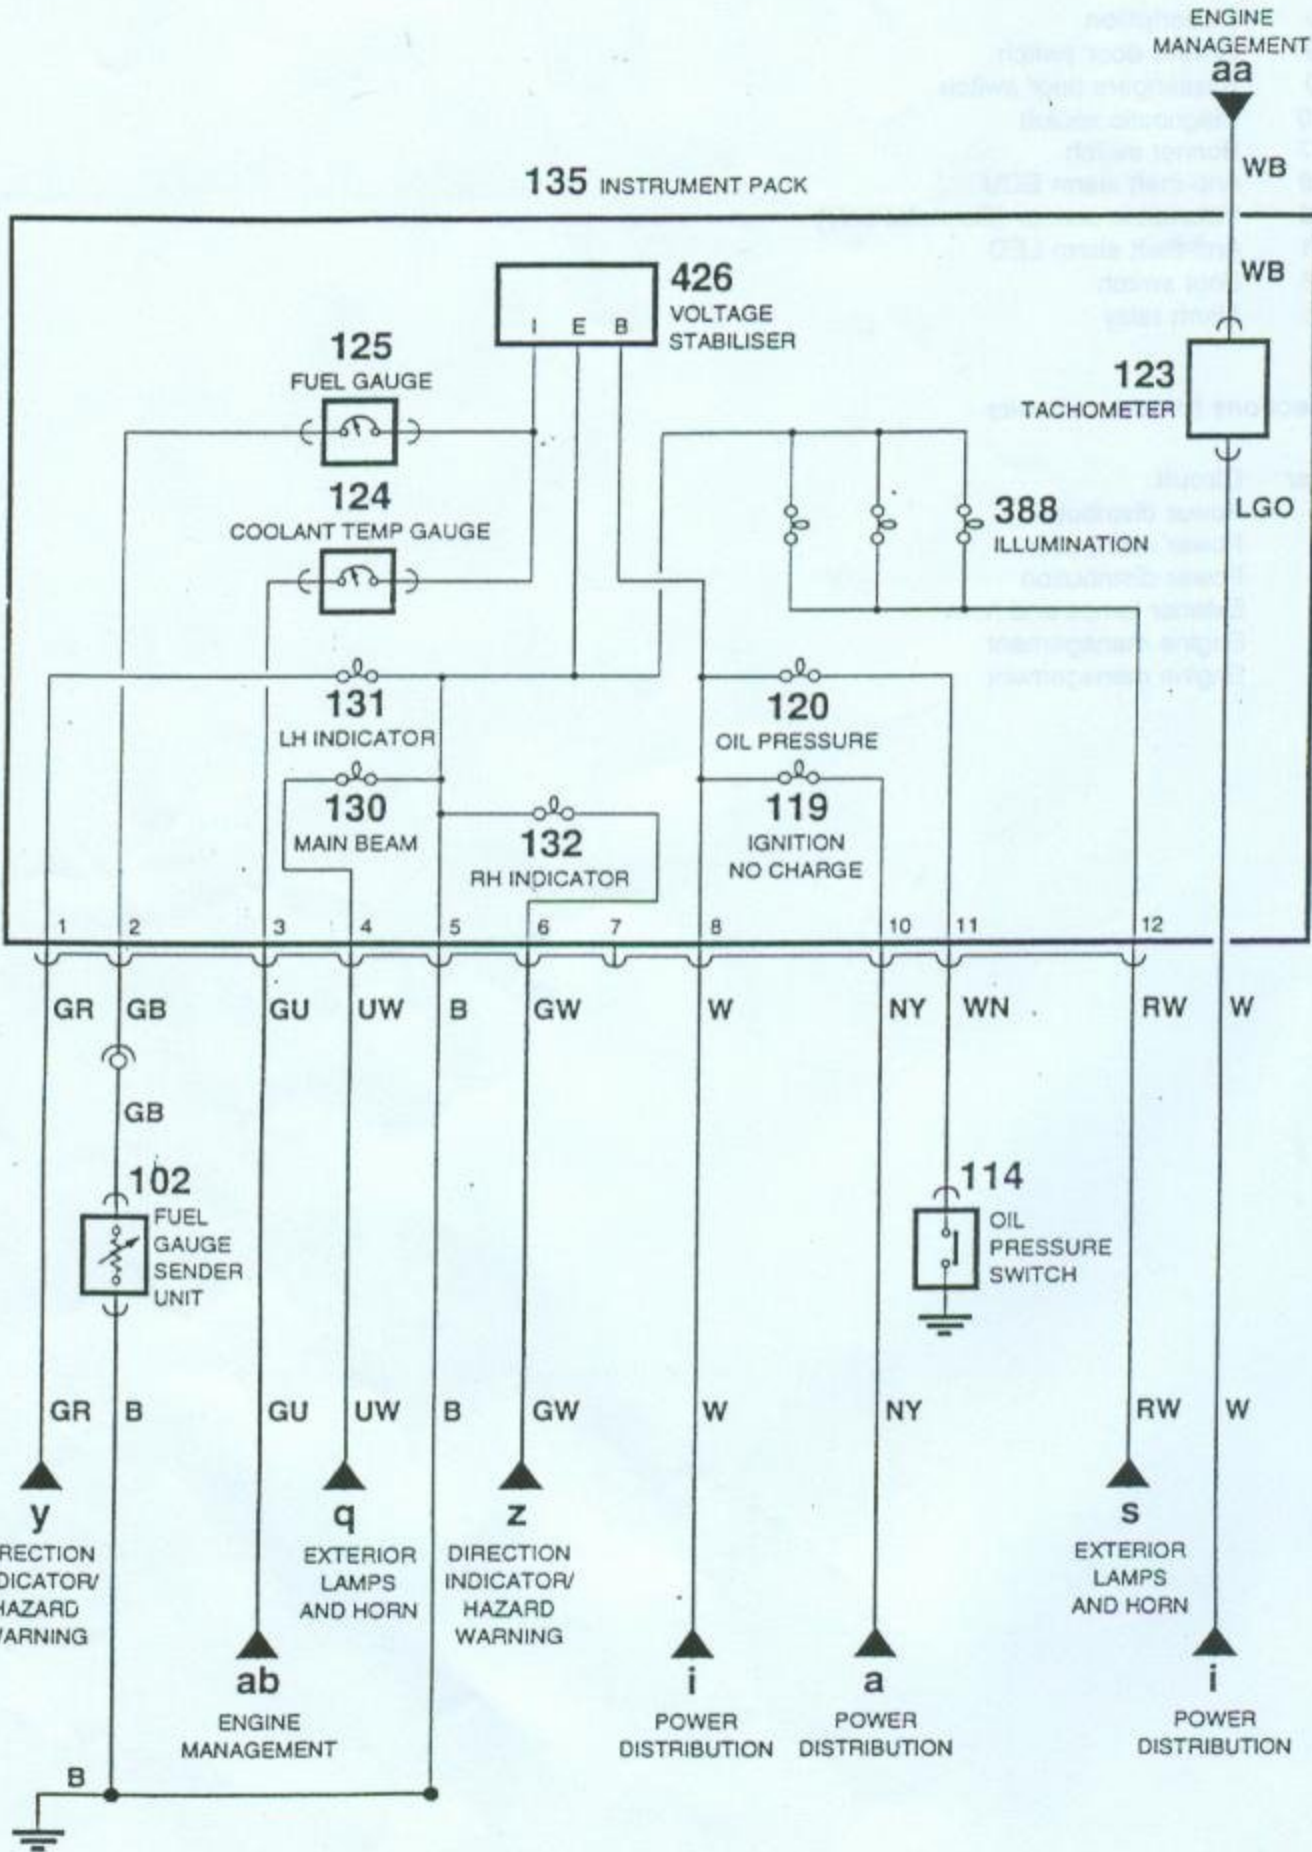 ENGINE
MANAGEMENT
aa
WB
135 INSTRUMENT PACK
WB
426
VOLTAGE
STABILISER
I E B
125
FUEL GAUGE
123
TACHOMETER
124
COOLANT TEMP GAUGE
388
ILLUMINATION
LGO
131
LH INDICATOR
120
OIL PRESSURE
130
MAIN BEAM
132
RH INDICATOR
119
IGNITION
NO CHARGE
1 2 3 4 5 6 7 8 10 11 12
GR GB GU UW B GW W NY WN RW W
GB
102
FUEL
GAUGE
SENDER
UNIT
114
OIL
PRESSURE
SWITCH
GR B GU UW B GW W NY RW W
y
RECTION
DICATOR/
HAZARD
WARNING
q
EXTERIOR
LAMPS
AND HORN
z
DIRECTION
INDICATOR/
HAZARD
WARNING
s
EXTERIOR
LAMPS
AND HORN
ab
ENGINE
MANAGEMENT
i
POWER
DISTRIBUTION
a
POWER
DISTRIBUTION
i
POWER
DISTRIBUTION
B